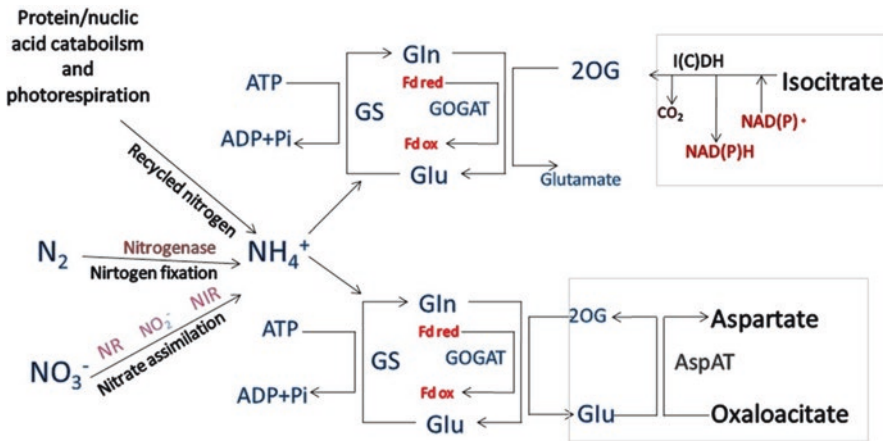 Protein/nuclic
acid cataboilsm
and
photorespiration
Recycled nitrogen
N₂
Nitrogenase
Nirtogen fixation
NH₄⁺
NO₃⁻
NR NO₂⁻ NIR
Nitrate assimilation
ATP
ADP+Pi
GS
Gln
Fd red
GOGAT
Fd ox
Glu
2OG
Glutamate
I(C)DH
Isocitrate
CO₂
NAD(P)⁺
NAD(P)H
ATP
ADP+Pi
GS
Gln
Fd red
GOGAT
Fd ox
Glu
2OG
Glu
Aspartate
AspAT
Oxaloacitate